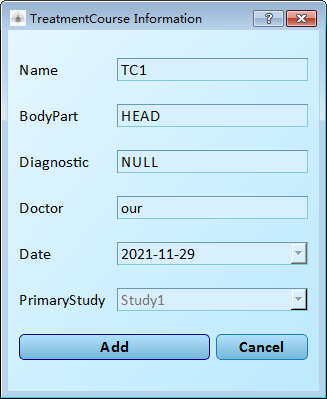 TreatmentCourse Information
Name TC1
BodyPart HEAD
Diagnostic NULL
Doctor our
Date 2021-11-29
PrimaryStudy Study1
Add Cancel